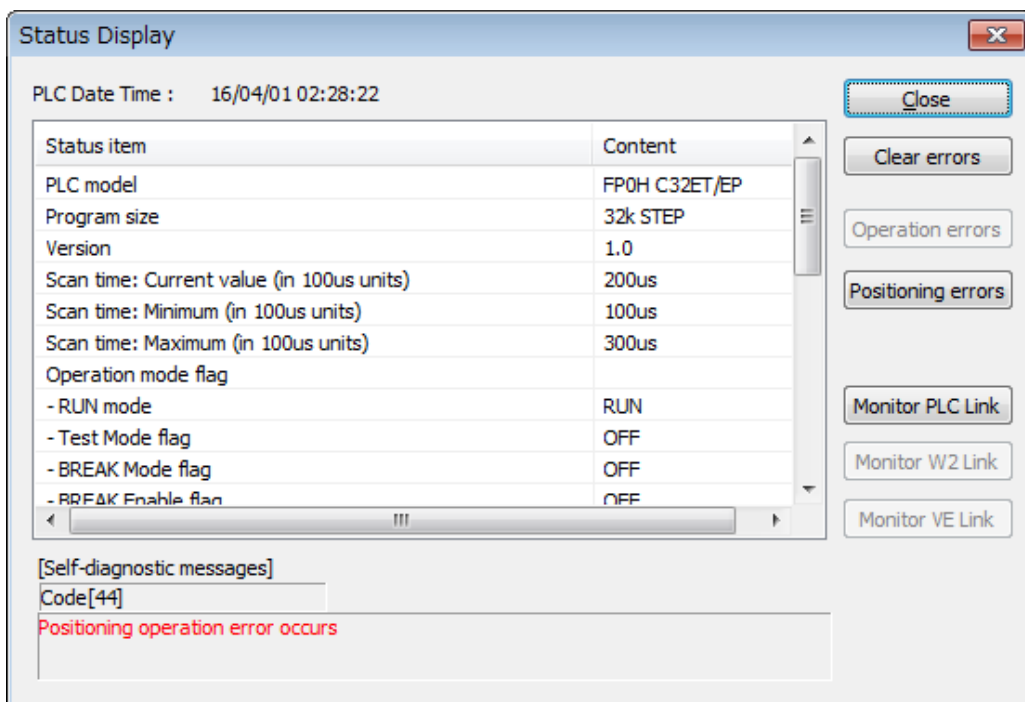 Status Display
PLC Date Time : 16/04/01 02:28:22
Close
Status item Content
Clear errors
PLC model FP0H C32ET/EP
Program size 32k STEP
Operation errors
Version 1.0
Scan time: Current value (in 100us units) 200us
Positioning errors
Scan time: Minimum (in 100us units) 100us
Scan time: Maximum (in 100us units) 300us
Operation mode flag
- RUN mode RUN
Monitor PLC Link
- Test Mode flag OFF
- BREAK Mode flag OFF
Monitor W2 Link
- BREAK Enable flag OFF
Monitor VE Link
[Self-diagnostic messages]
Code[44]
Positioning operation error occurs